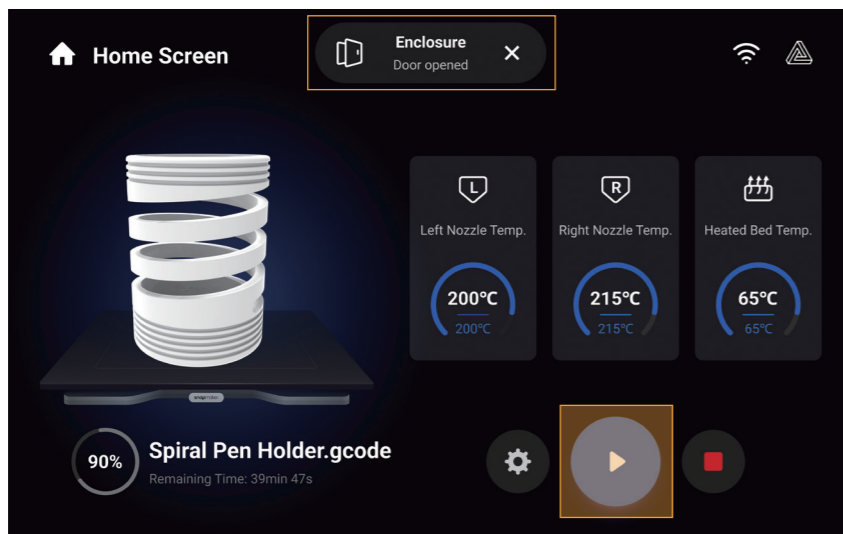 Home Screen
Enclosure
Door opened
L
R
Left Nozzle Temp.
Right Nozzle Temp.
Heated Bed Temp.
200°C
200°C
215°C
215°C
65°C
65°C
snapmaker
90%
Spiral Pen Holder.gcode
Remaining Time: 39min 47s